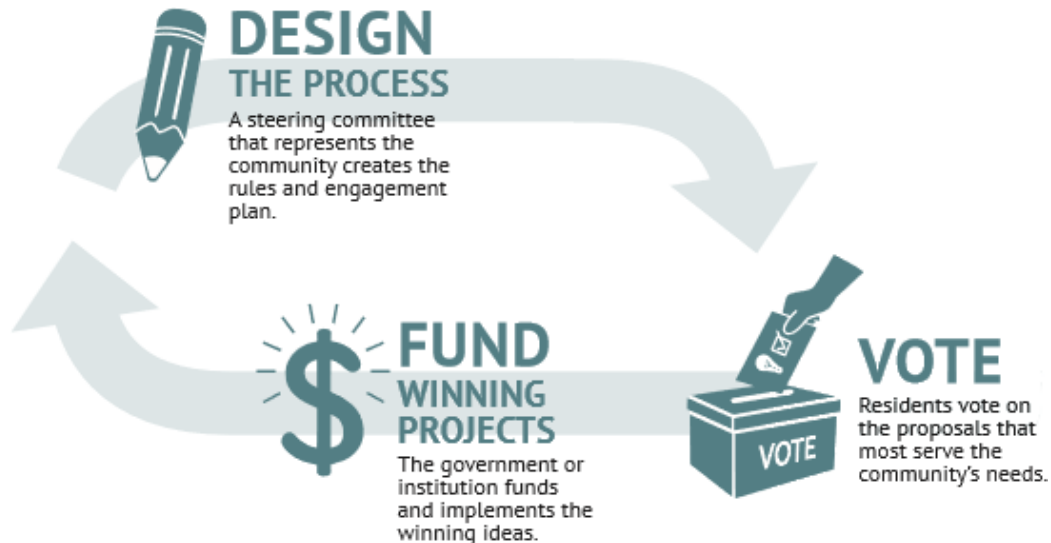 DESIGN
THE PROCESS
A steering committee
that represents the
community creates the
rules and engagement
plan.
FUND
WINNING
PROJECTS
The government or
institution funds
and implements the
winning ideas.
VOTE
VOTE
Residents vote on
the proposals that
most serve the
community's needs.